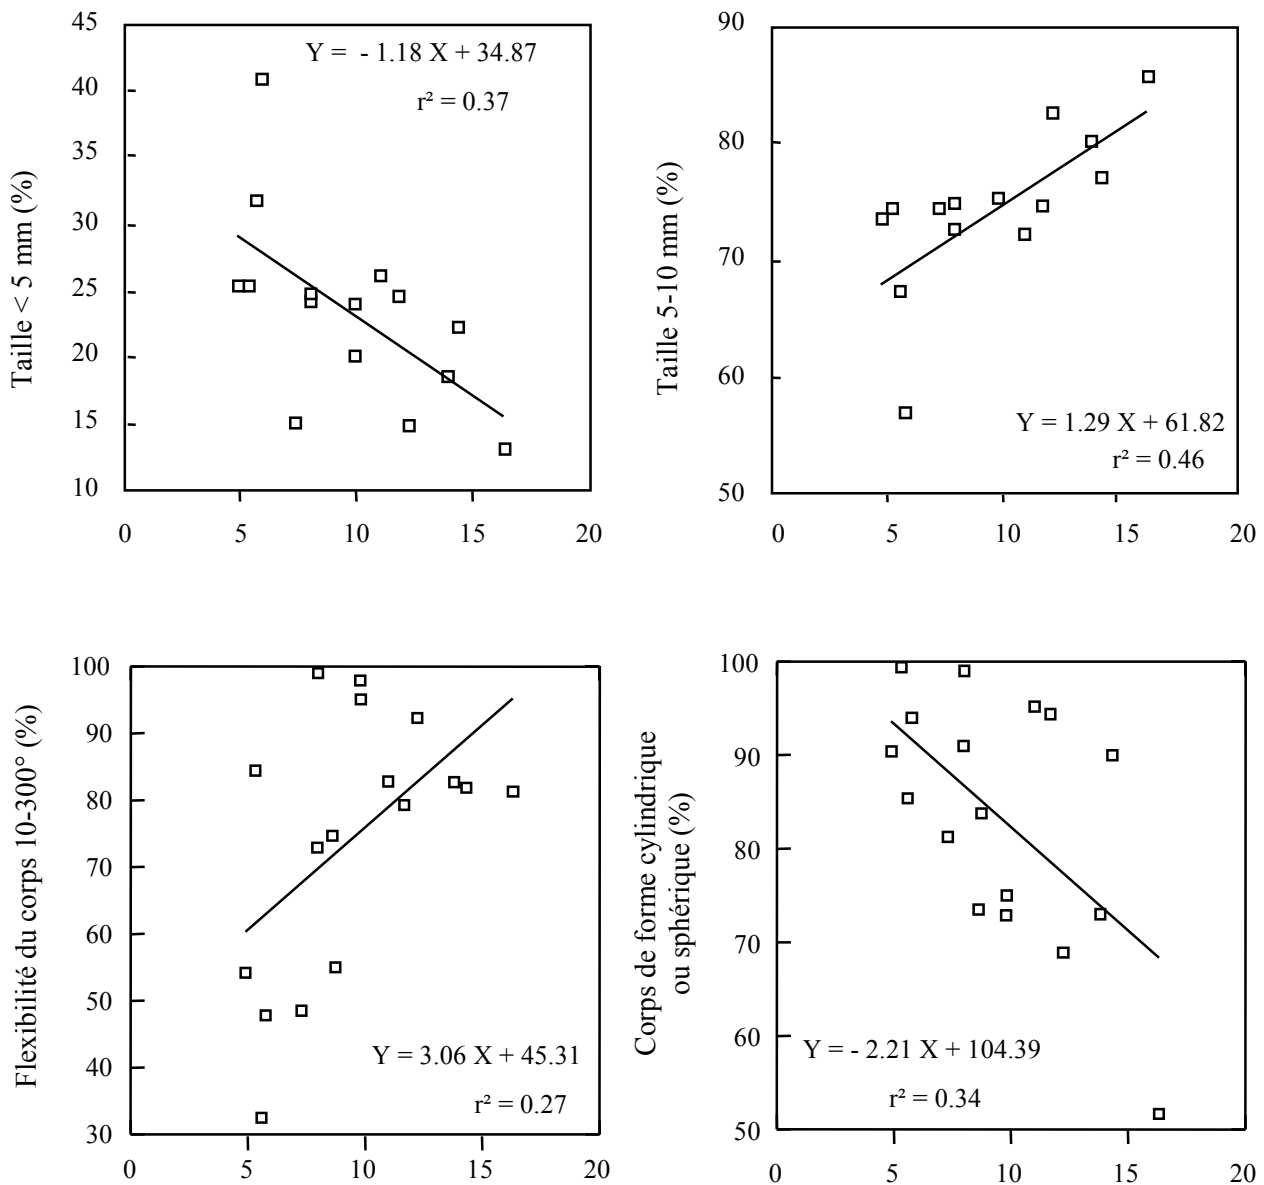 Taille < 5 mm (%)
45
40
35
30
25
20
15
10
0 5 10 15 20
Y = - 1.18 X + 34.87
r² = 0.37
Taille 5-10 mm (%)
90
80
70
60
50
0 5 10 15 20
Y = 1.29 X + 61.82
r² = 0.46
Flexibilité du corps 10-300° (%)
100
90
80
70
60
50
40
30
0 5 10 15 20
Y = 3.06 X + 45.31
r² = 0.27
Corps de forme cylindrique
ou sphérique (%)
100
90
80
70
60
50
0 5 10 15 20
Y = - 2.21 X + 104.39
r² = 0.34